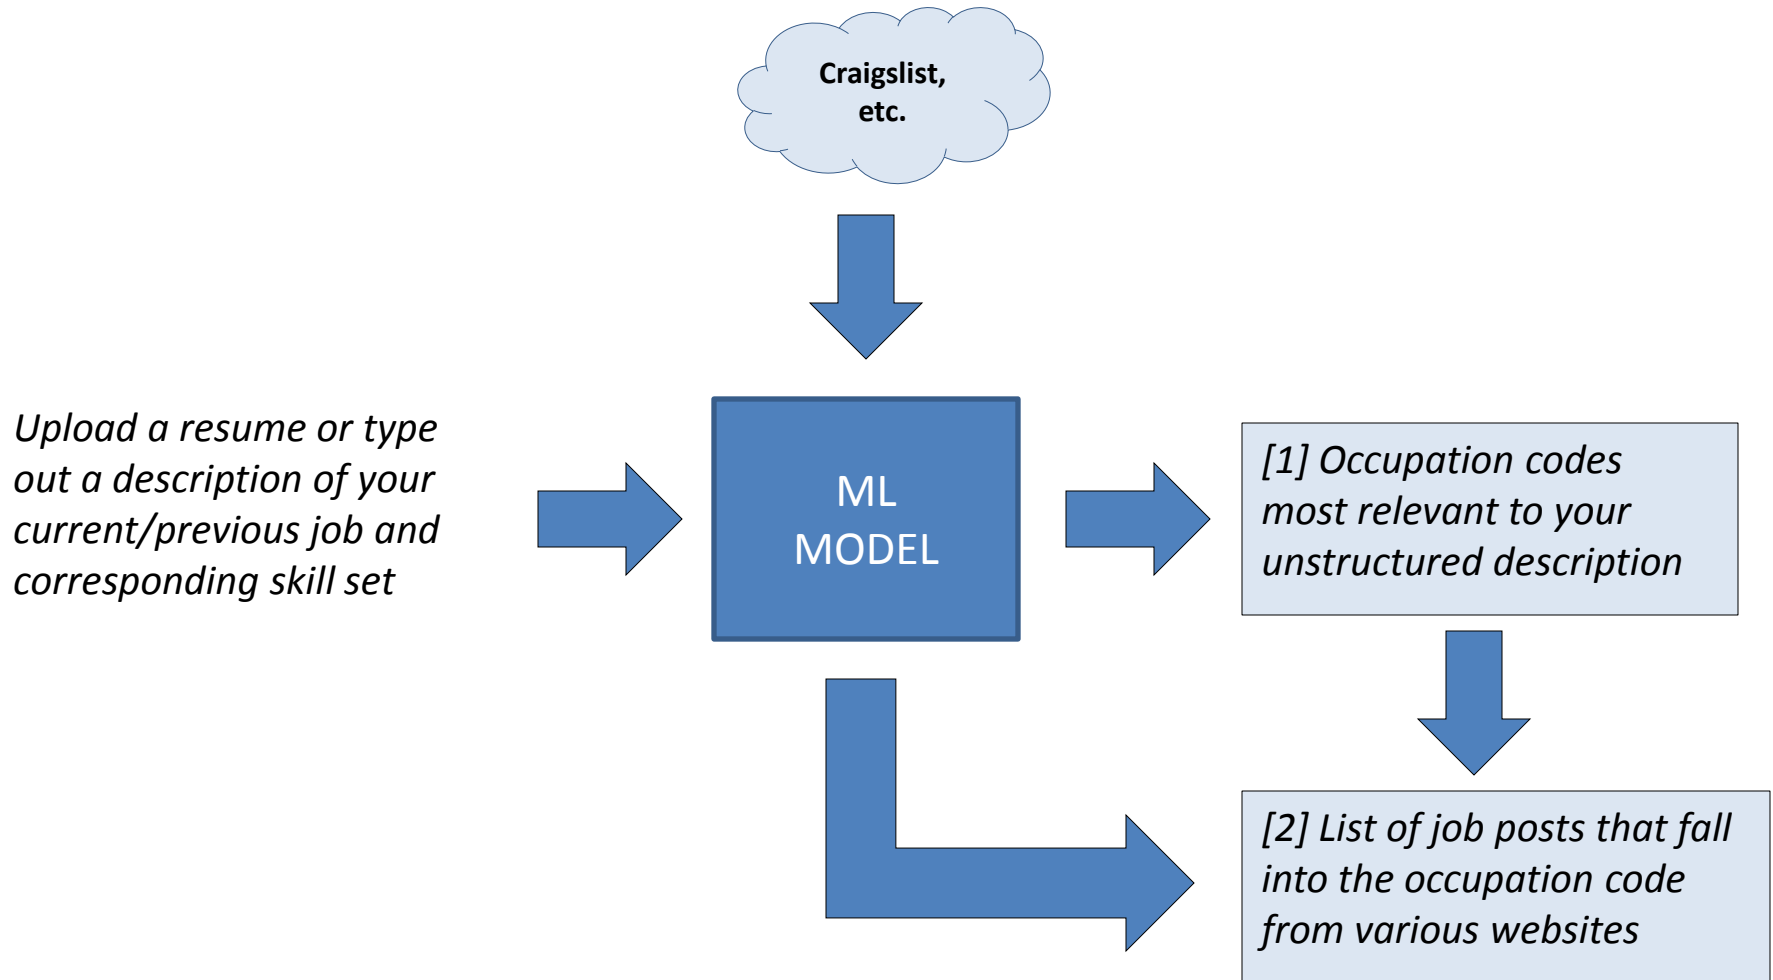 Craigslist,
etc.
Upload a resume or type
out a description of your
current/previous job and
corresponding skill set
ML
MODEL
[1] Occupation codes
most relevant to your
unstructured description
[2] List of job posts that fall
into the occupation code
from various websites